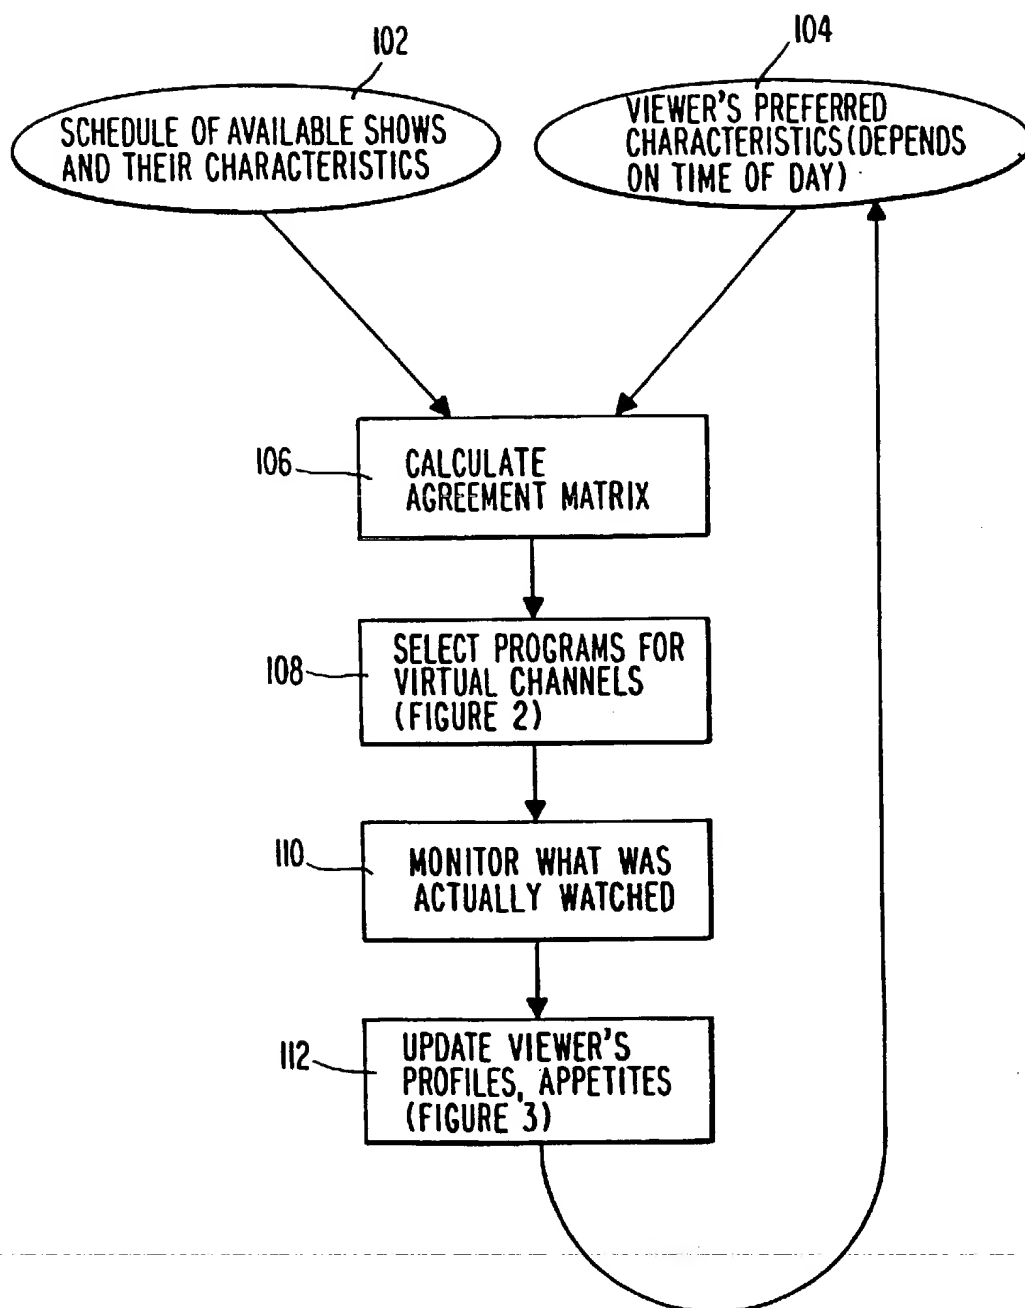 102
SCHEDULE OF AVAILABLE SHOWS
AND THEIR CHARACTERISTICS
104
VIEWER'S PREFERRED
CHARACTERISTICS (DEPENDS
ON TIME OF DAY)
106
CALCULATE
AGREEMENT MATRIX
108
SELECT PROGRAMS FOR
VIRTUAL CHANNELS
(FIGURE 2)
110
MONITOR WHAT WAS
ACTUALLY WATCHED
112
UPDATE VIEWER'S
PROFILES, APPETITES
(FIGURE 3)